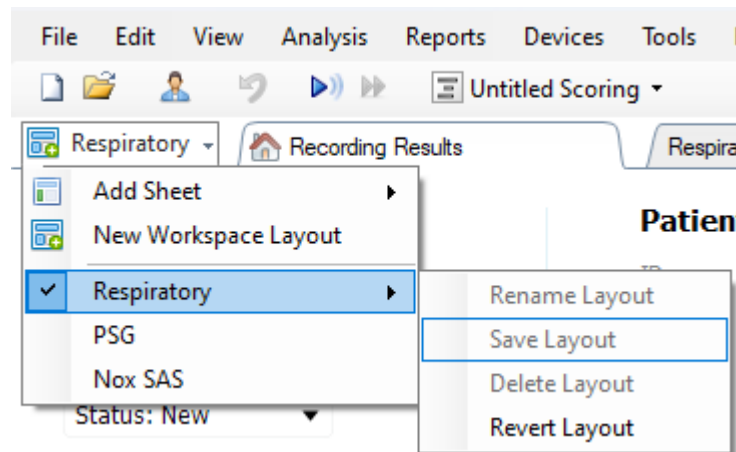 File Edit View Analysis Reports Devices Tools
Untitled Scoring
Respiratory Recording Results Respira
Add Sheet
New Workspace Layout
Patien
Respiratory Rename Layout
PSG Save Layout
Nox SAS Delete Layout
Status: New Revert Layout